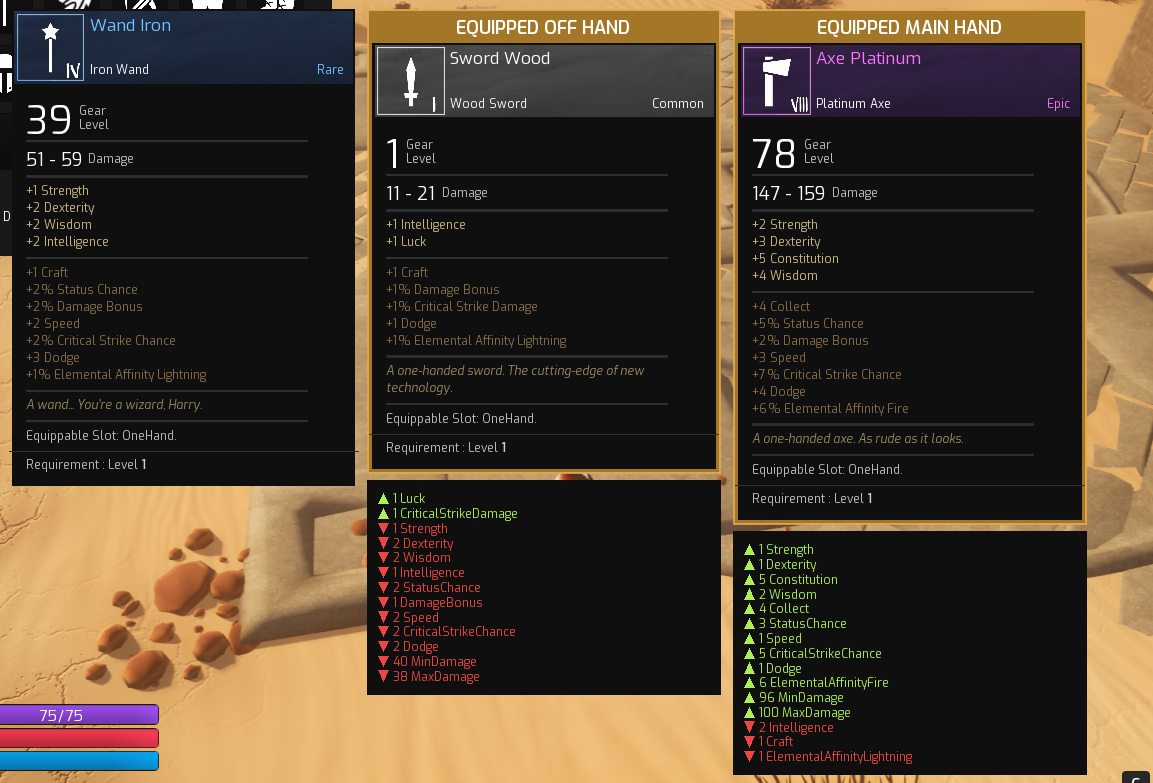 Wand Iron
IV
Iron Wand
Rare
39
Gear
Level
51 - 59 Damage
+1 Strength
+2 Dexterity
+2 Wisdom
+2 Intelligence
+1 Craft
+2% Status Chance
+2% Damage Bonus
+2 Speed
+2% Critical Strike Chance
+3 Dodge
+1% Elemental Affinity Lightning
A wand... You're a wizard, Harry.
Equippable Slot: OneHand.
Requirement : Level 1
EQUIPPED OFF HAND
Sword Wood
I
Wood Sword
Common
1
Gear
Level
11 - 21 Damage
+1 Intelligence
+1 Luck
+1 Craft
+1% Damage Bonus
+1% Critical Strike Damage
+1 Dodge
+1% Elemental Affinity Lightning
A one-handed sword. The cutting-edge of new
technology.
Equippable Slot: OneHand.
Requirement : Level 1
1 Luck
1 CriticalStrikeDamage
1 Strength
2 Dexterity
2 Wisdom
1 Intelligence
2 StatusChance
1 DamageBonus
2 Speed
2 CriticalStrikeChance
2 Dodge
40 MinDamage
38 MaxDamage
EQUIPPED MAIN HAND
Axe Platinum
VIII
Platinum Axe
Epic
78
Gear
Level
147 - 159 Damage
+2 Strength
+3 Dexterity
+5 Constitution
+4 Wisdom
+4 Collect
+5% Status Chance
+2% Damage Bonus
+3 Speed
+7% Critical Strike Chance
+4 Dodge
+6% Elemental Affinity Fire
A one-handed axe. As rude as it looks.
Equippable Slot: OneHand.
Requirement : Level 1
1 Strength
1 Dexterity
5 Constitution
2 Wisdom
4 Collect
3 StatusChance
1 Speed
5 CriticalStrikeChance
1 Dodge
6 ElementalAffinityFire
96 MinDamage
100 MaxDamage
2 Intelligence
1 Craft
1 ElementalAffinityLightning
D
75/75